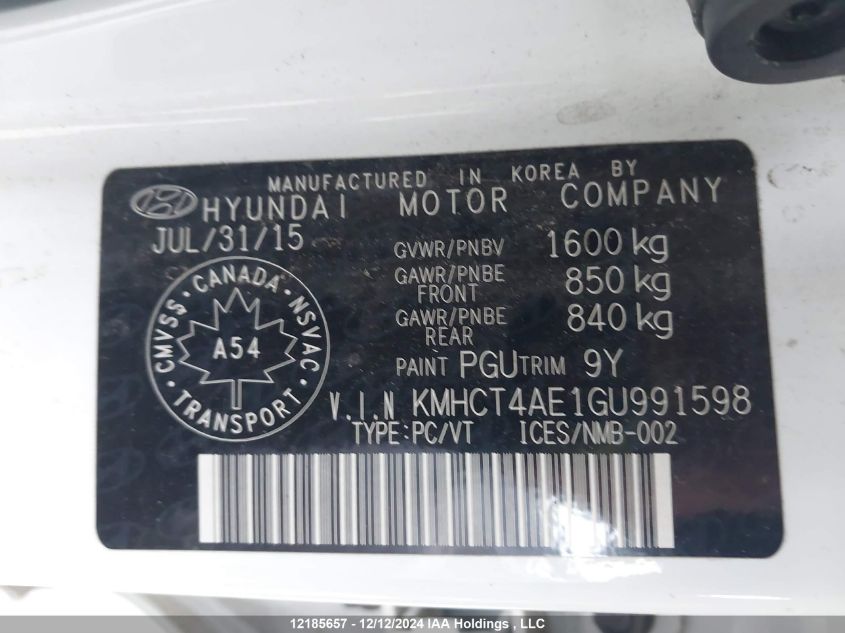 MANUFACTURED IN KOREA BY
HYUNDAI MOTOR COMPANY
JUL/31/15
GVWR/PNBV 1600 kg
GAWR/PNBE FRONT 850 kg
GAWR/PNBE REAR 840 kg
PAINT PGU TRIM 9Y
CMVSS • CANADA • NSVAC • TRANSPORT •
A54
V.I.N KMHCT4AE1GU991598
TYPE:PC/VT ICES/NMB-002
12185657 - 12/12/2024 IAA Holdings , LLC